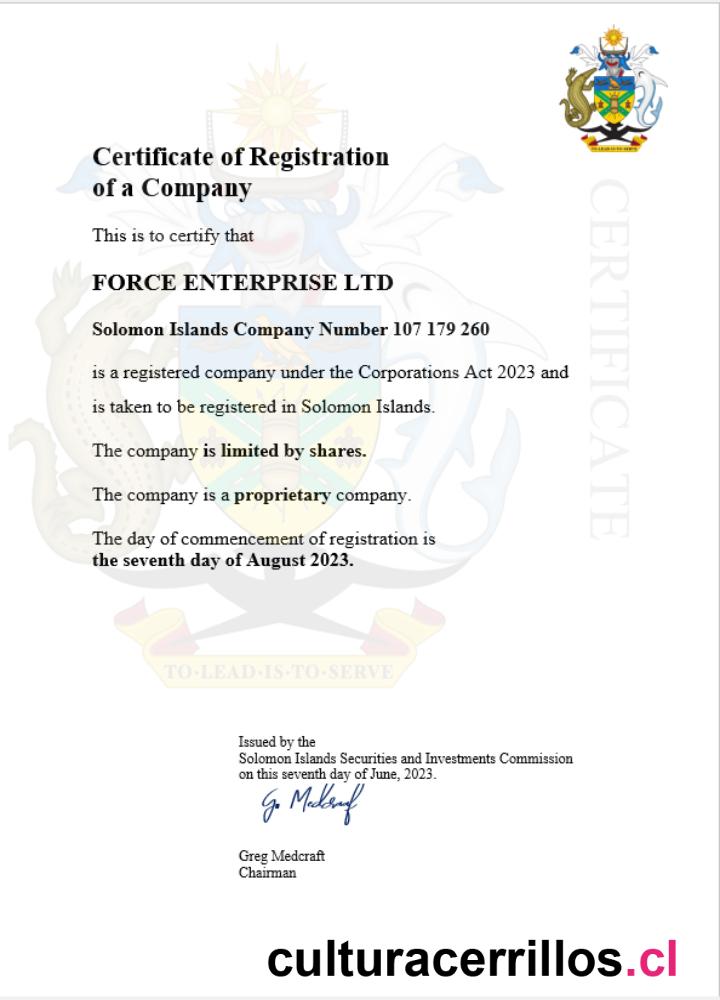 Certificate of Registration
of a Company
This is to certify that
FORCE ENTERPRISE LTD
Solomon Islands Company Number 107 179 260
is a registered company under the Corporations Act 2023 and
is taken to be registered in Solomon Islands.
The company is limited by shares.
The company is a proprietary company.
The day of commencement of registration is
the seventh day of August 2023.
TO·LEAD·IS·TO·SERVE
TO·LEAD·IS·TO·SERVE
CERTIFICATE
Issued by the
Solomon Islands Securities and Investments Commission
on this seventh day of June, 2023.
G. Medcraft
Greg Medcraft
Chairman
culturacerrillos.cl